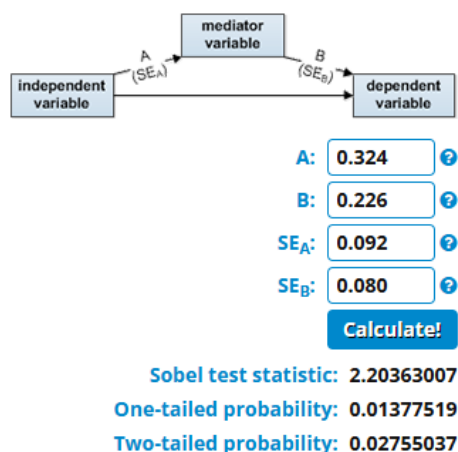 mediator
variable
A
(SEA)
B
(SEB)
independent
variable
dependent
variable
A: 0.324 ?
B: 0.226 ?
SEA: 0.092 ?
SEB: 0.080 ?
Calculate!
Sobel test statistic: 2.20363007
One-tailed probability: 0.01377519
Two-tailed probability: 0.02755037